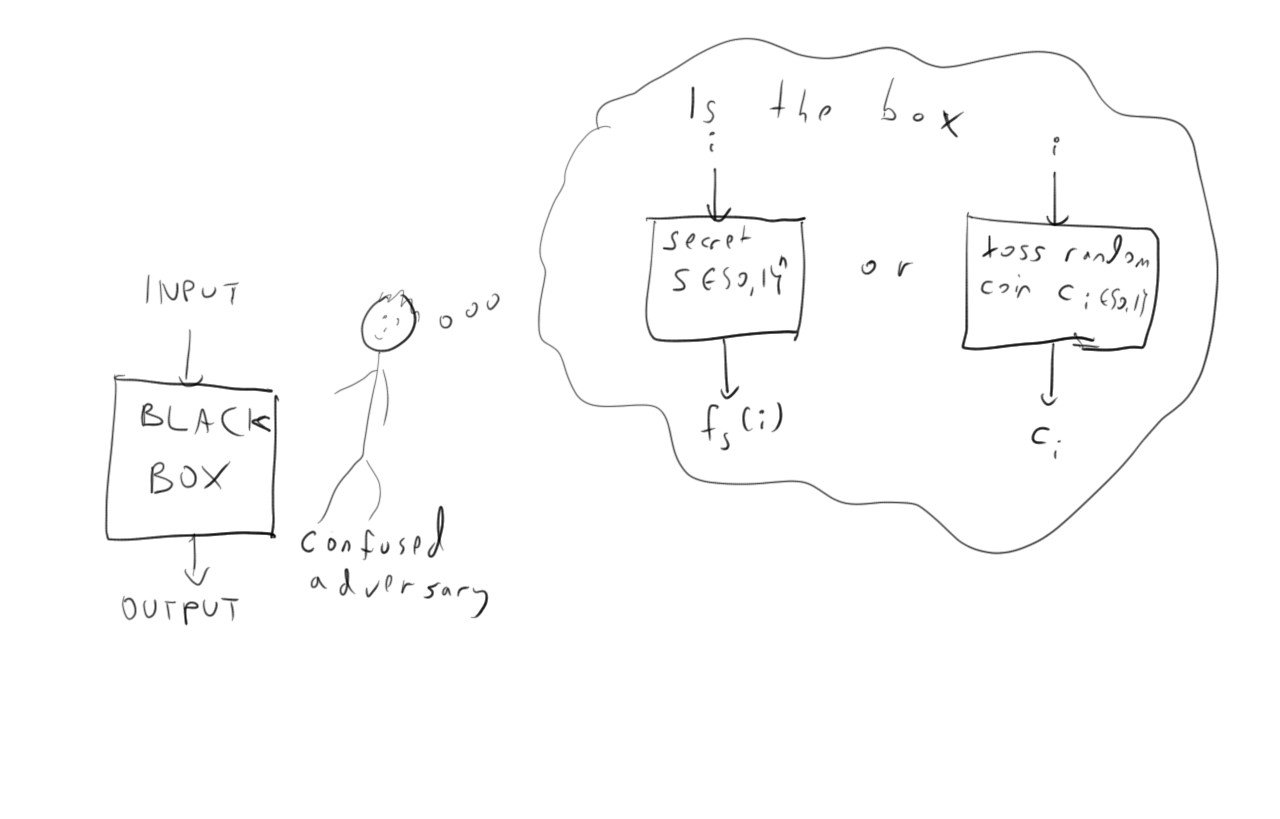 INPUT
BLACK
BOX
OUTPUT
confused
adversary
Is the box
i
secret
s ∈ {0,1}ⁿ
fₛ(i)
or
i
toss random
coin cᵢ ∈ {0,1}
cᵢ